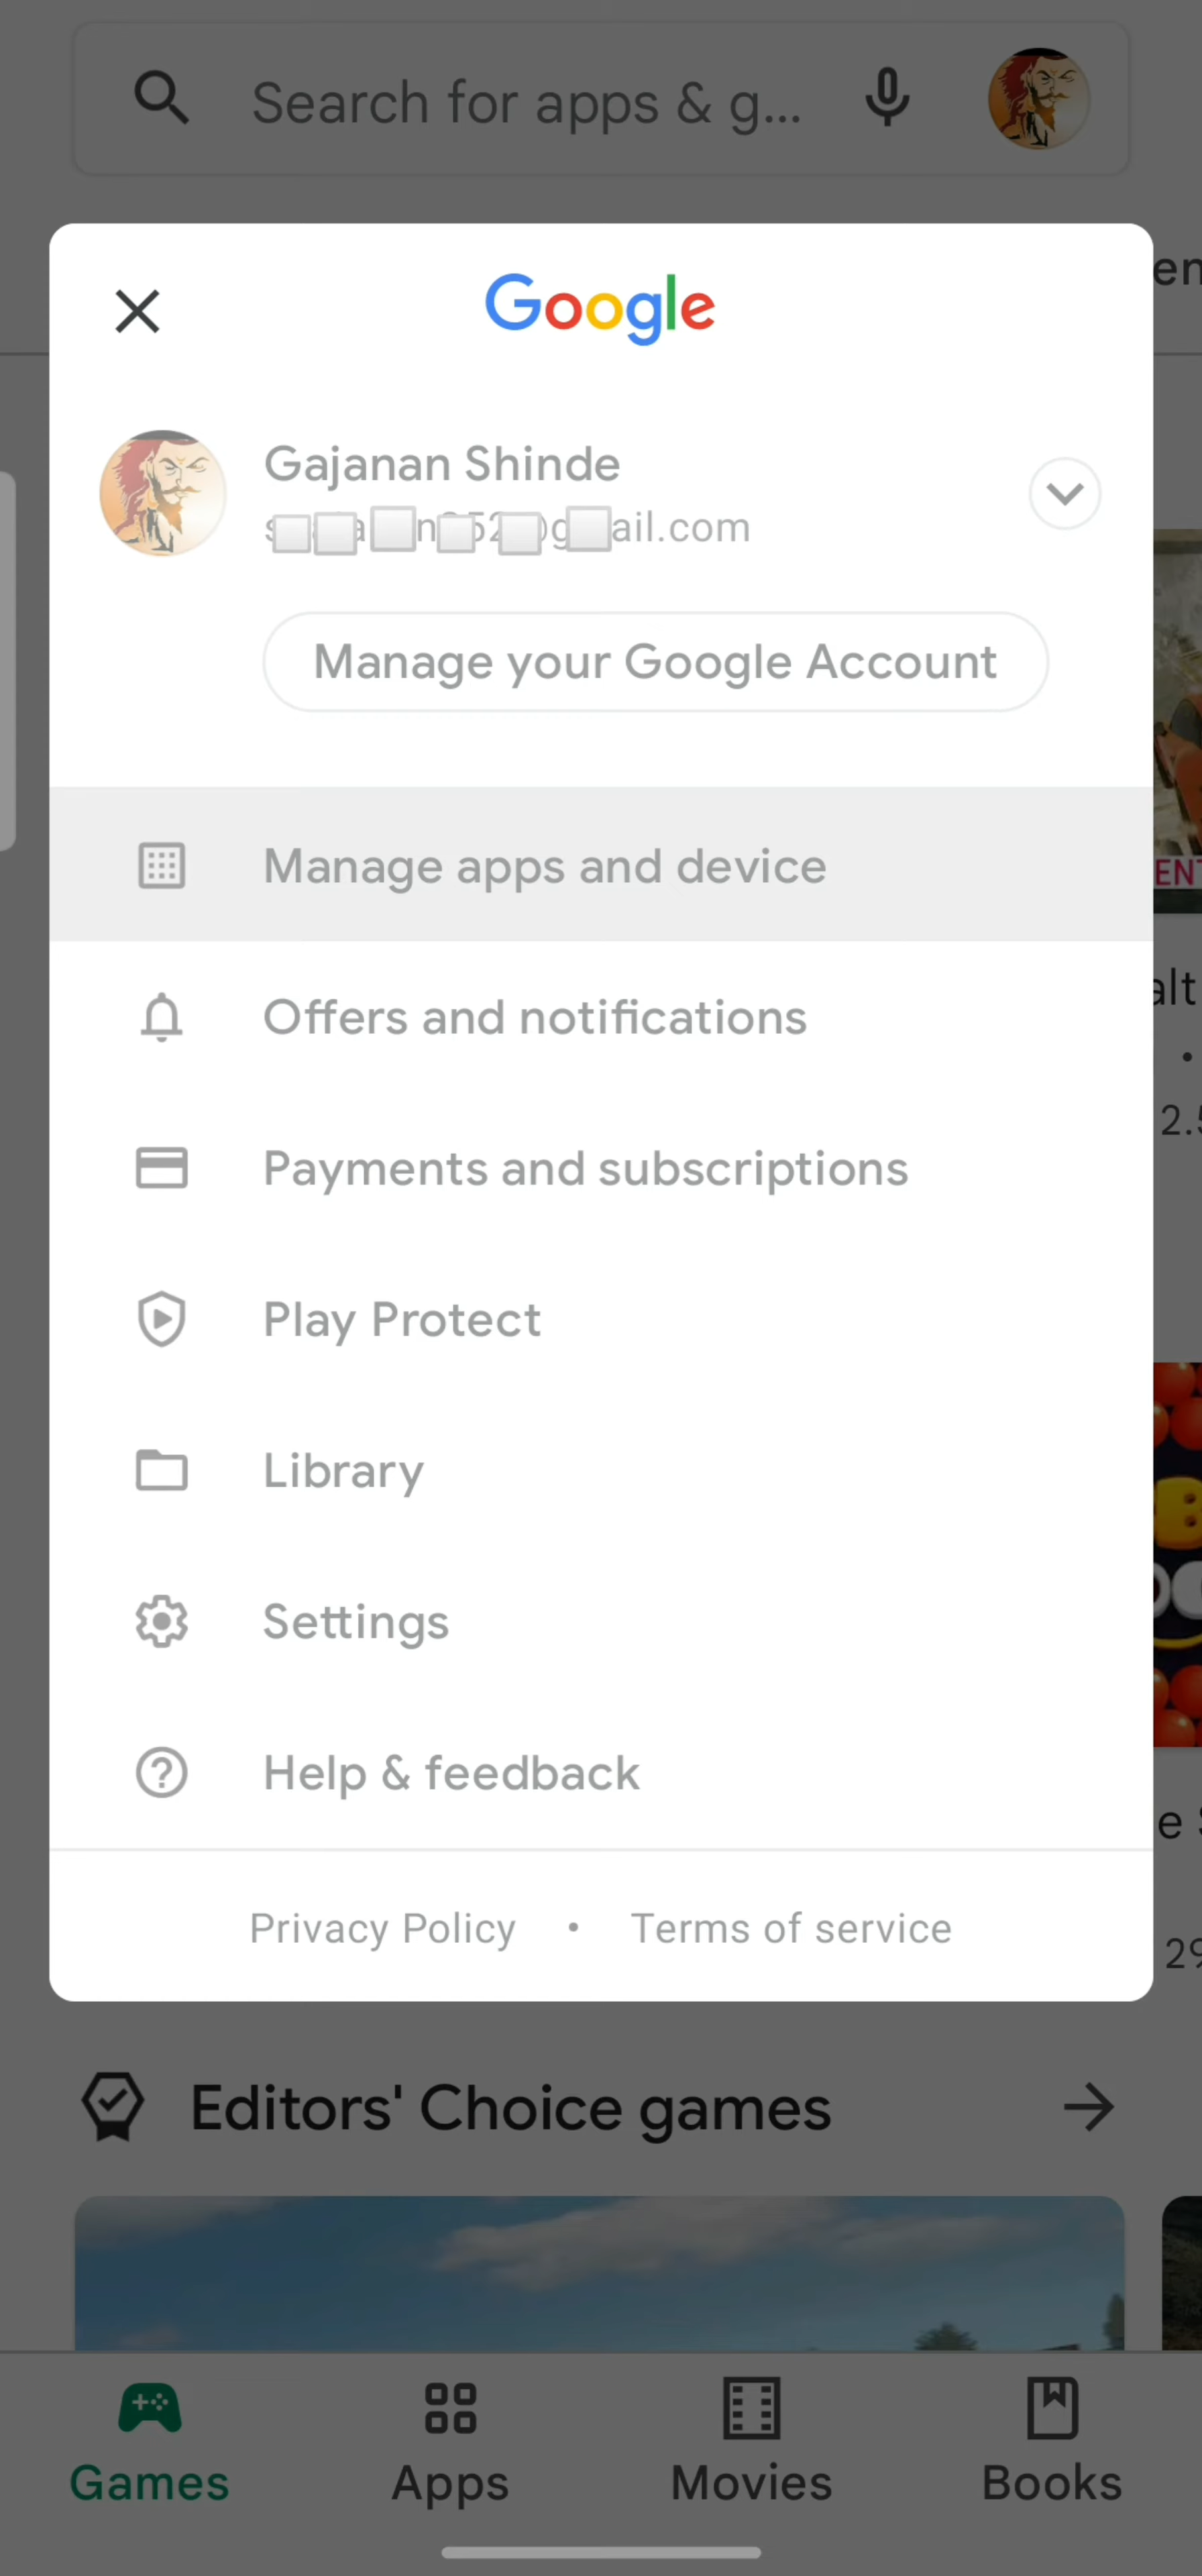 Search for apps & g...
Google
Gajanan Shinde
ail.com
Manage your Google Account
Manage apps and device
Offers and notifications
Payments and subscriptions
Play Protect
Library
Settings
Help & feedback
Privacy Policy • Terms of service
Editors' Choice games
Games Apps Movies Books